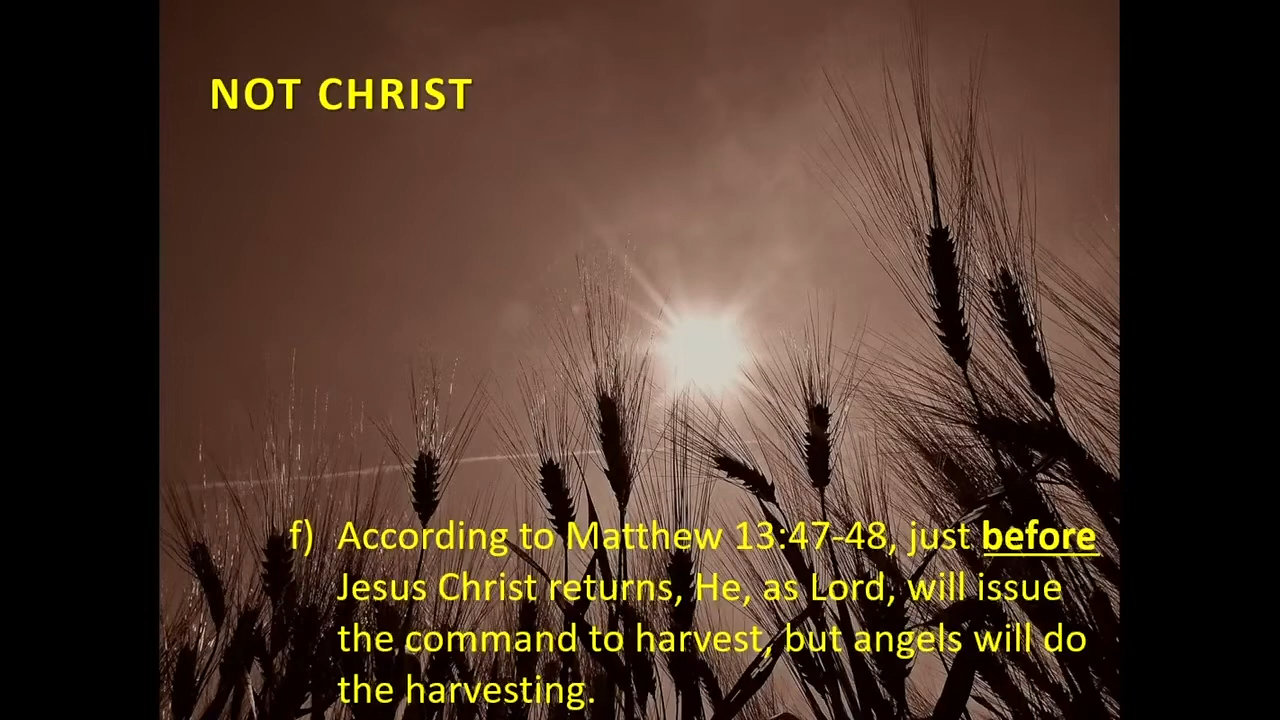 NOT CHRIST
f) According to Matthew 13:47-48, just before
Jesus Christ returns, He, as Lord, will issue
the command to harvest, but angels will do
the harvesting.